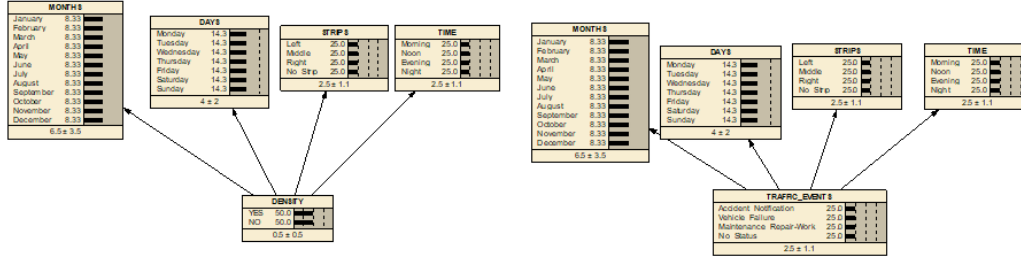 MONTHS
January 8.33
February 8.33
March 8.33
April 8.33
May 8.33
June 8.33
July 8.33
August 8.33
September 8.33
October 8.33
November 8.33
December 8.33
6.5 ± 3.5
DAYS
Monday 14.3
Tuesday 14.3
Wednesday 14.3
Thursday 14.3
Friday 14.3
Saturday 14.3
Sunday 14.3
4 ± 2
STRIPS
Left 25.0
Middle 25.0
Right 25.0
No Strip 25.0
2.5 ± 1.1
TIME
Morning 25.0
Noon 25.0
Evening 25.0
Night 25.0
2.5 ± 1.1
DENSITY
YES 50.0
NO 50.0
0.5 ± 0.5
MONTHS
January 8.33
February 8.33
March 8.33
April 8.33
May 8.33
June 8.33
July 8.33
August 8.33
September 8.33
October 8.33
November 8.33
December 8.33
6.5 ± 3.5
DAYS
Monday 14.3
Tuesday 14.3
Wednesday 14.3
Thursday 14.3
Friday 14.3
Saturday 14.3
Sunday 14.3
4 ± 2
STRIPS
Left 25.0
Middle 25.0
Right 25.0
No Strip 25.0
2.5 ± 1.1
TIME
Morning 25.0
Noon 25.0
Evening 25.0
Night 25.0
2.5 ± 1.1
TRAFFIC_EVENTS
Accident Notification 25.0
Vehicle Failure 25.0
Maintenance Repair-Work 25.0
No Status 25.0
2.5 ± 1.1